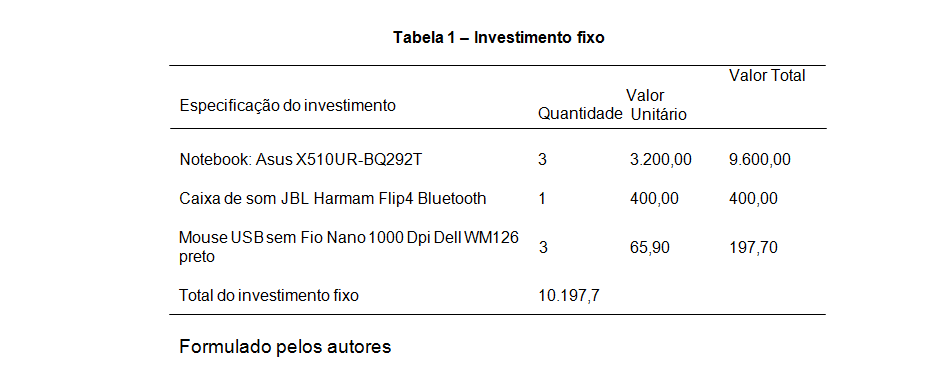 Tabela 1 – Investimento fixo
Especificação do investimento Quantidade Valor Unitário Valor Total
Notebook: Asus X510UR-BQ292T 3 3.200,00 9.600,00
Caixa de som JBL Harmam Flip4 Bluetooth 1 400,00 400,00
Mouse USB sem Fio Nano 1000 Dpi Dell WM126
preto 3 65,90 197,70
Total do investimento fixo 10.197,7
Formulado pelos autores